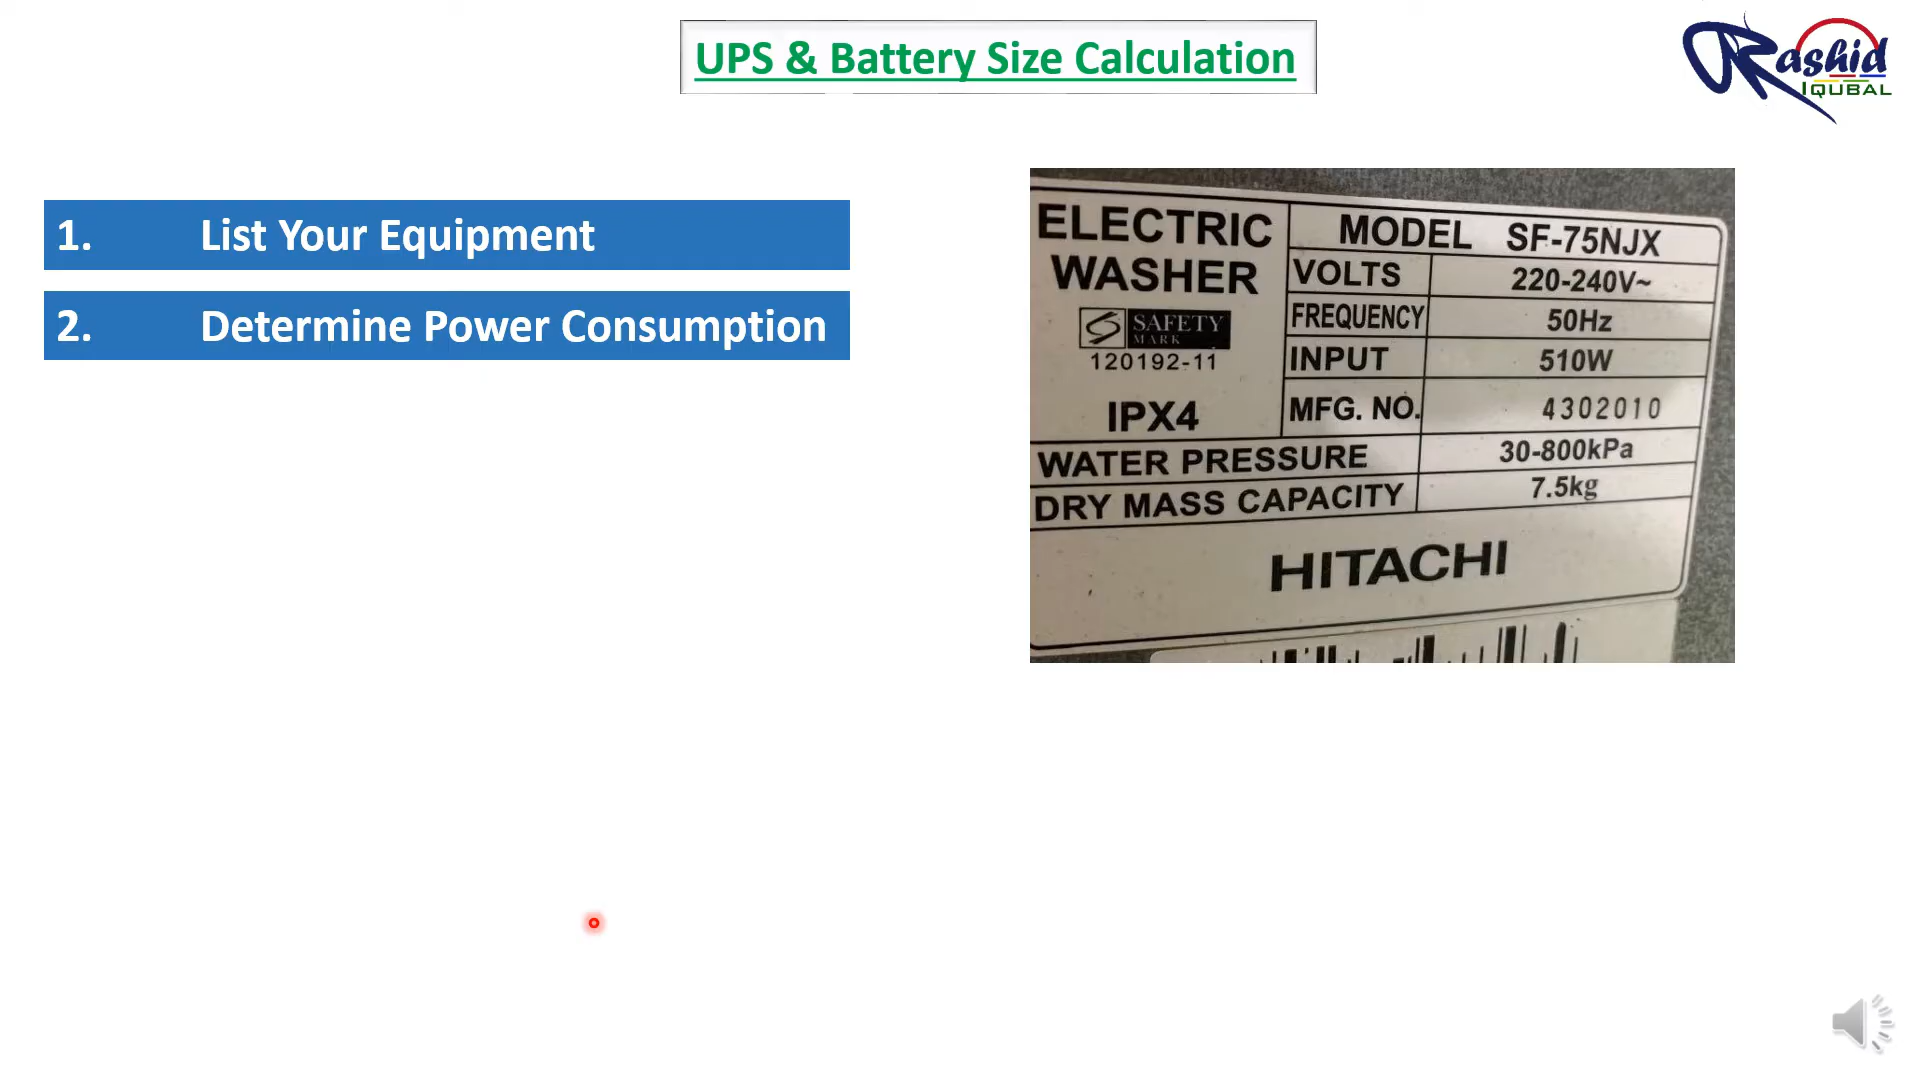 UPS & Battery Size Calculation
Rashid
IQUBAL
1. List Your Equipment
2. Determine Power Consumption
ELECTRIC
WASHER
SAFETY
MARK
120192-11
IPX4
MODEL SF-75NJX
VOLTS 220-240V~
FREQUENCY 50Hz
INPUT 510W
MFG. NO. 4302010
WATER PRESSURE 30-800kPa
DRY MASS CAPACITY 7.5kg
HITACHI